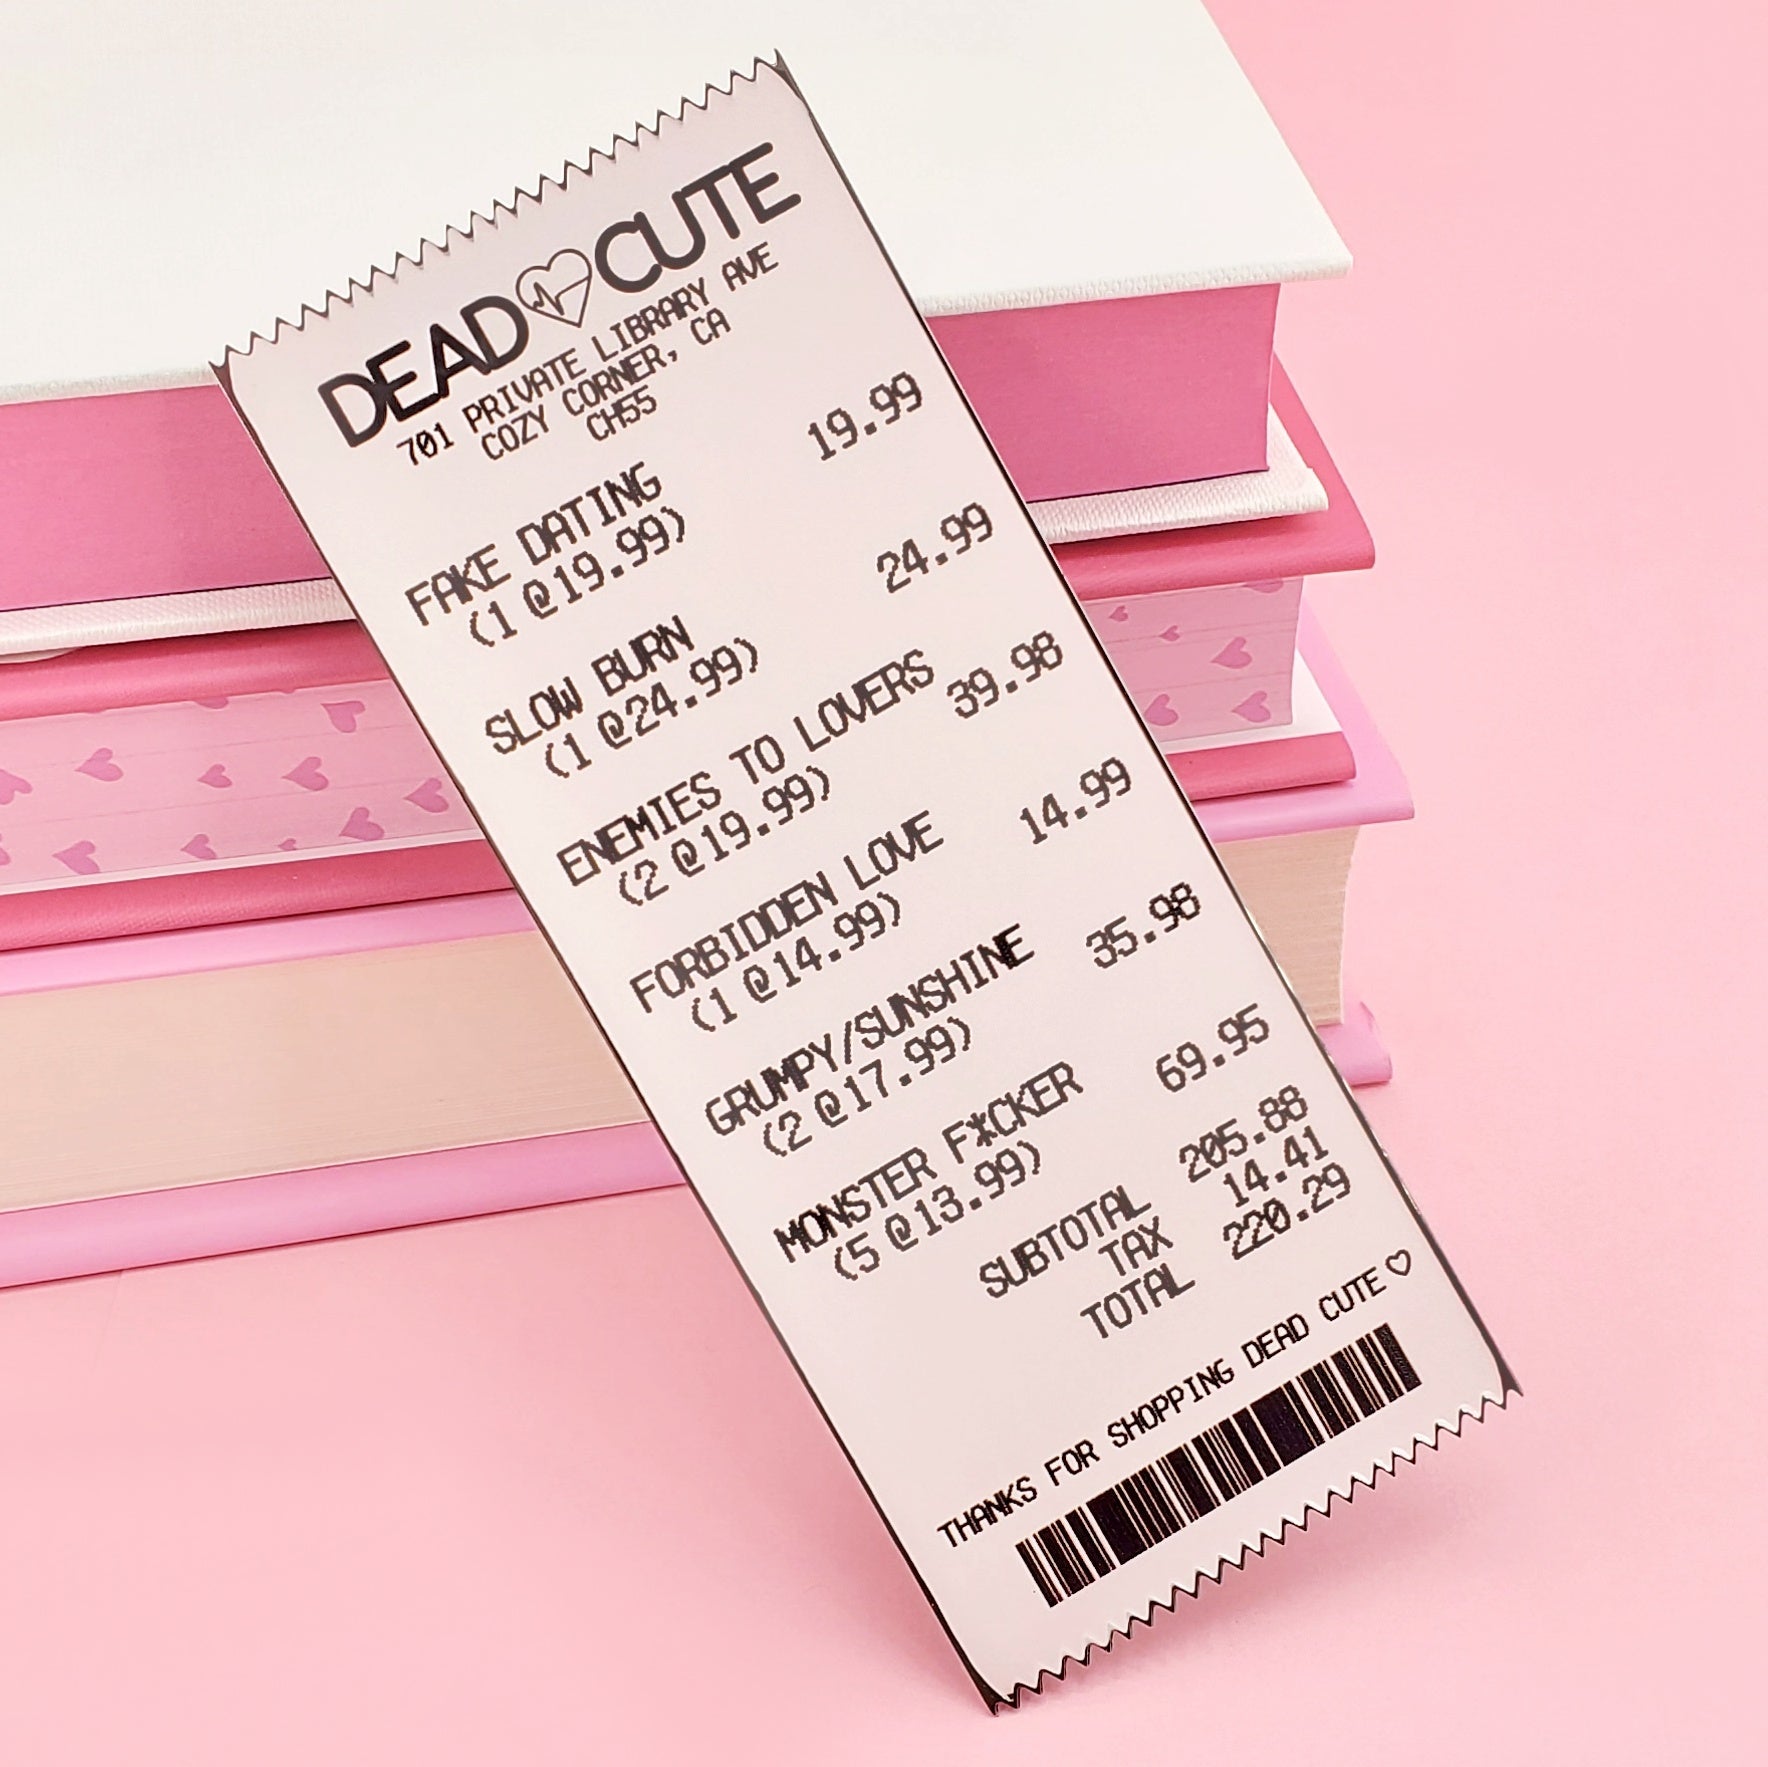 DEAD CUTE
701 PRIVATE LIBRARY AVE
COZY CORNER, CA
CH55
FAKE DATING 19.99
(1 @19.99)
SLOW BURN 24.99
(1 @24.99)
ENEMIES TO LOVERS 39.98
(2 @19.99)
FORBIDDEN LOVE 14.99
(1 @14.99)
GRUMPY/SUNSHINE 35.98
(2 @17.99)
MONSTER F*CKER 69.95
(5 @13.99)
SUBTOTAL 205.88
TAX 14.41
TOTAL 220.29
THANKS FOR SHOPPING DEAD CUTE♡